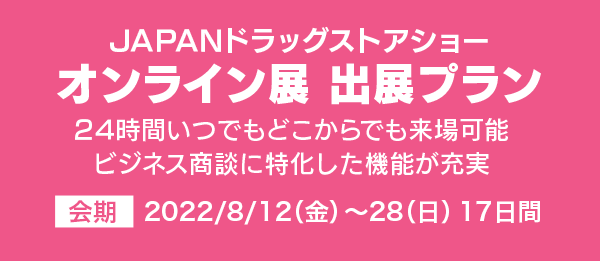 JAPANドラッグストアショー
オンライン展 出展プラン
24時間いつでもどこからでも来場可能
ビジネス商談に特化した機能が充実
会期 2022/8/12(金)〜28(日) 17日間